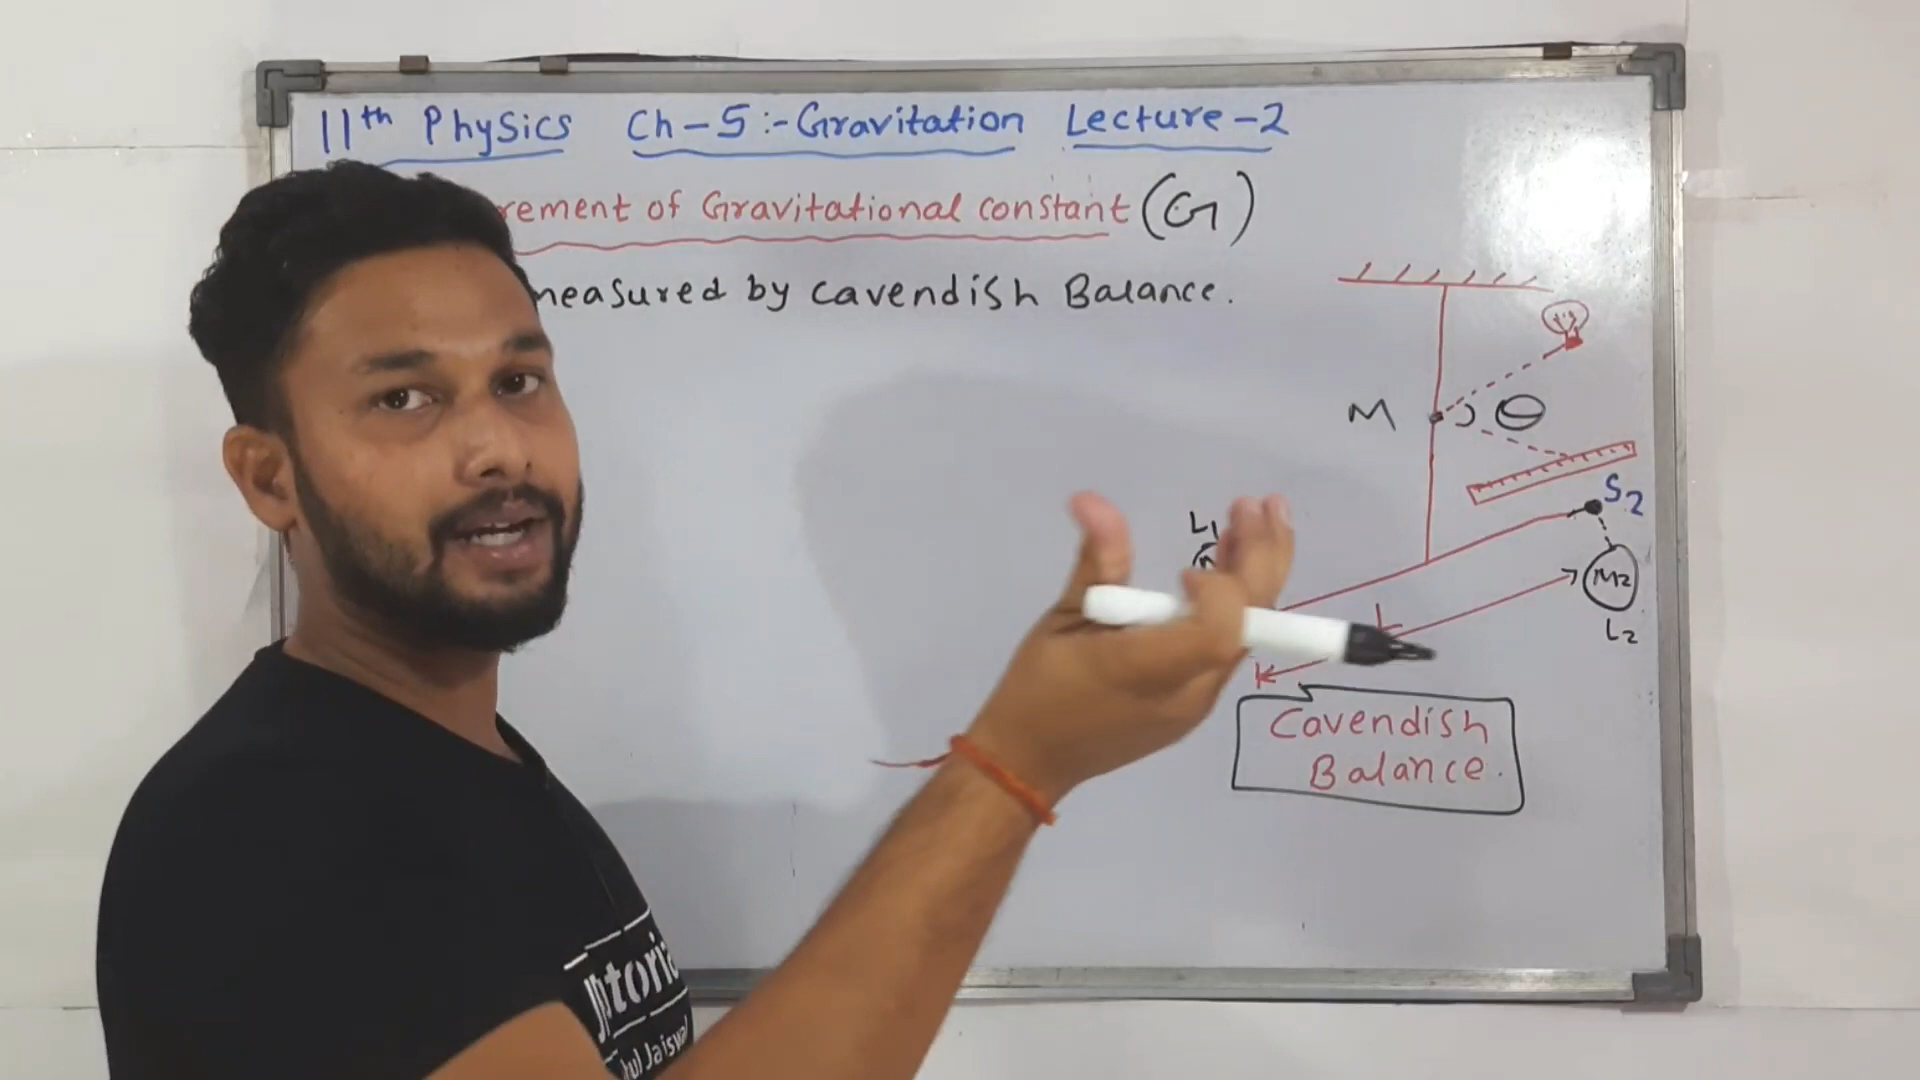 11th Physics Ch-5:-Gravitation Lecture-2
rement of Gravitational constant (G)
measured by Cavendish Balance.
M θ
S2
L1
M2
L
L2
Cavendish
Balance.
Jaiswal